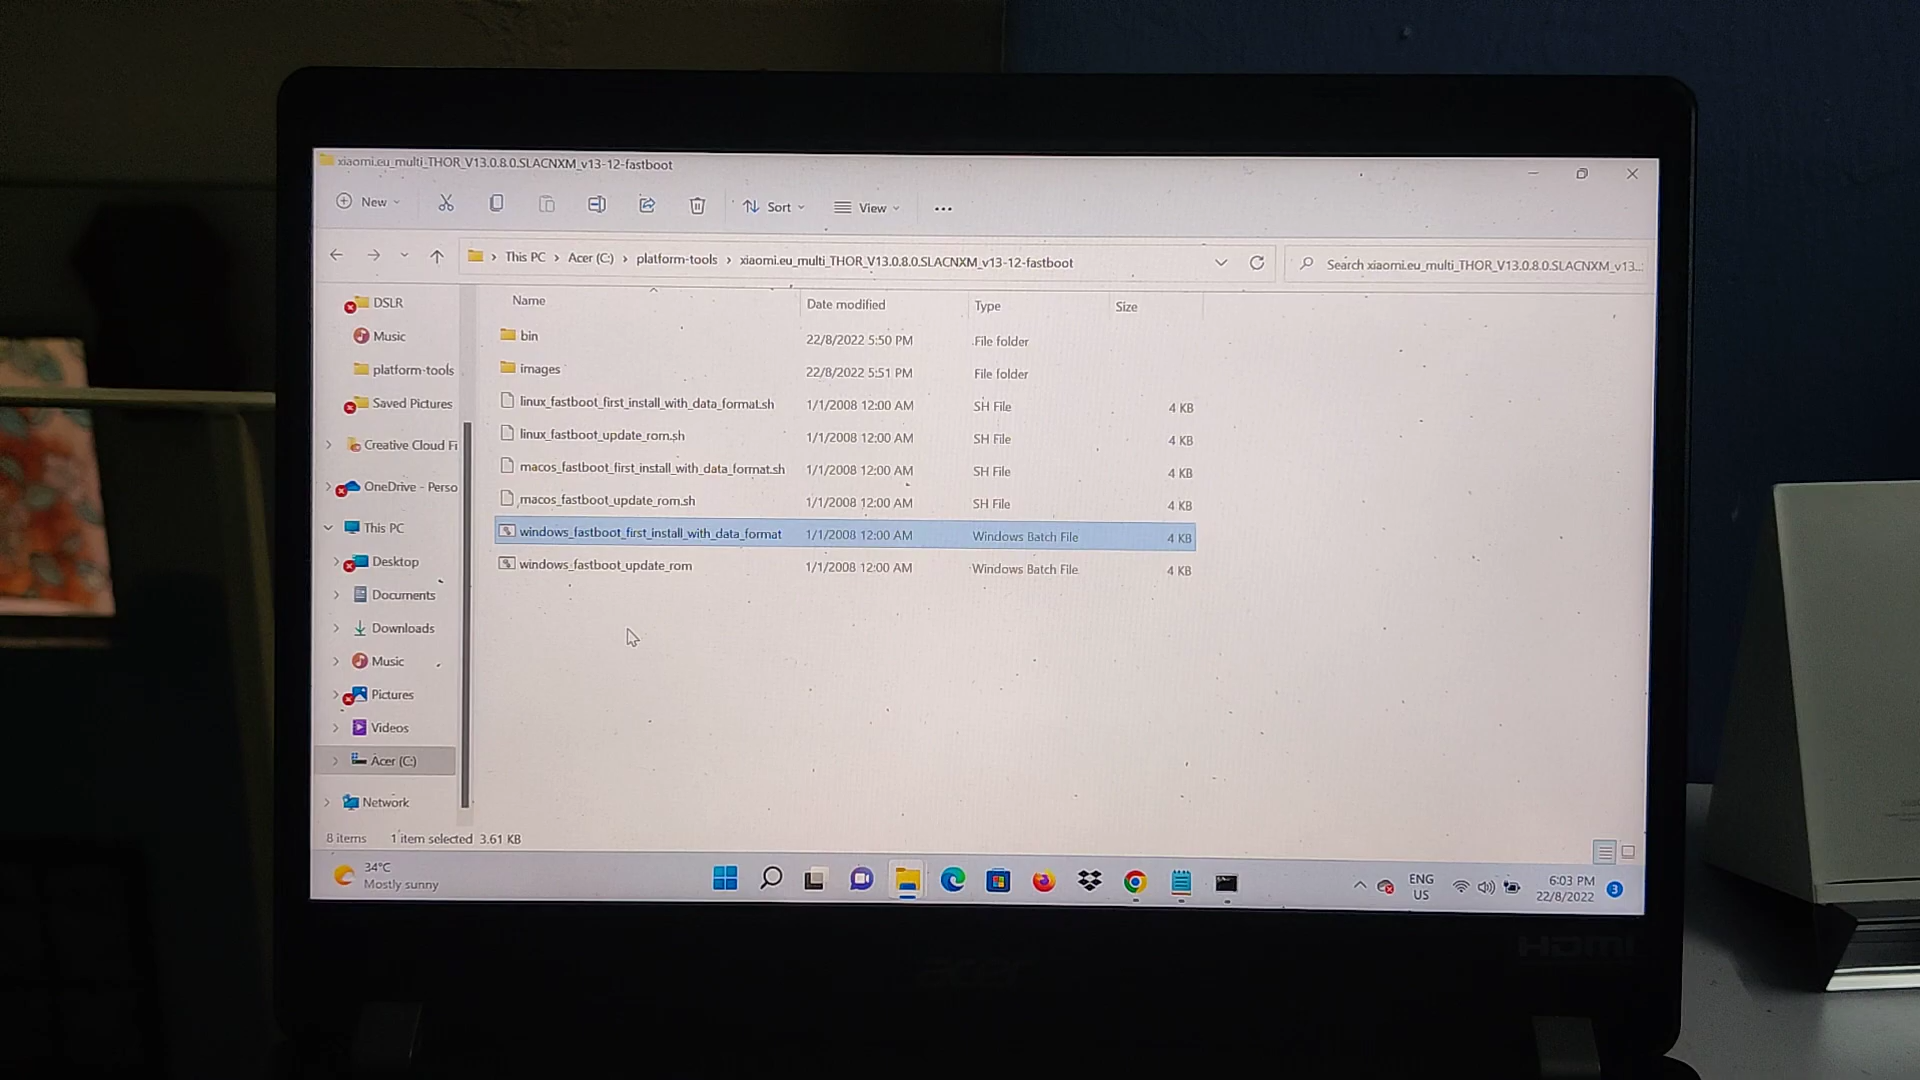 xiaomi.eu_multi_THOR_V13.0.8.0.SLACNXM_v13-12-fastboot
New
Sort
View
This PC > Acer (C:) > platform-tools > xiaomi.eu_multi_THOR_V13.0.8.0.SLACNXM_v13-12-fastboot
Search xiaomi.eu_multi_THOR_V13.0.8.0.SLACNXM_v13...
Name Date modified Type Size
bin 22/8/2022 5:50 PM File folder
images 22/8/2022 5:51 PM File folder
linux_fastboot_first_install_with_data_format.sh 1/1/2008 12:00 AM SH File 4 KB
linux_fastboot_update_rom.sh 1/1/2008 12:00 AM SH File 4 KB
macos_fastboot_first_install_with_data_format.sh 1/1/2008 12:00 AM SH File 4 KB
macos_fastboot_update_rom.sh 1/1/2008 12:00 AM SH File 4 KB
windows_fastboot_first_install_with_data_format 1/1/2008 12:00 AM Windows Batch File 4 KB
windows_fastboot_update_rom 1/1/2008 12:00 AM Windows Batch File 4 KB
DSLR
Music
platform-tools
Saved Pictures
Creative Cloud Fi
OneDrive - Perso
This PC
Desktop
Documents
Downloads
Music
Pictures
Videos
Acer (C:)
Network
8 items 1 item selected 3.61 KB
34°C
Mostly sunny
ENG
US
6:03 PM
22/8/2022
3
acer
HDMI